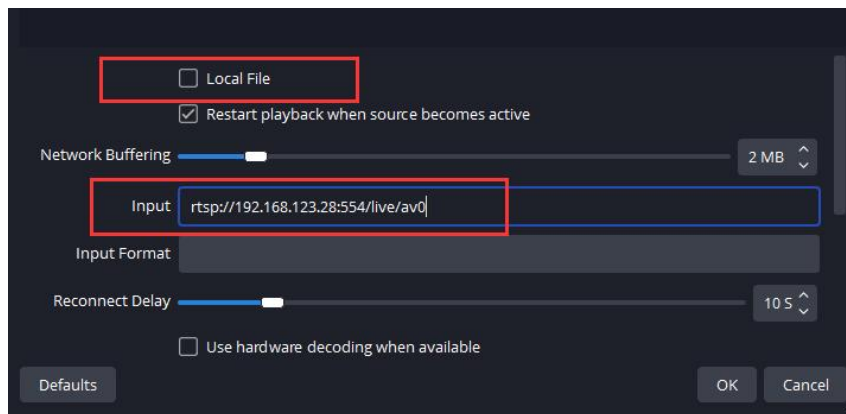 Local File
Restart playback when source becomes active
Network Buffering 2 MB
Input rtsp://192.168.123.28:554/live/av0
Input Format
Reconnect Delay 10 S
Use hardware decoding when available
Defaults OK Cancel